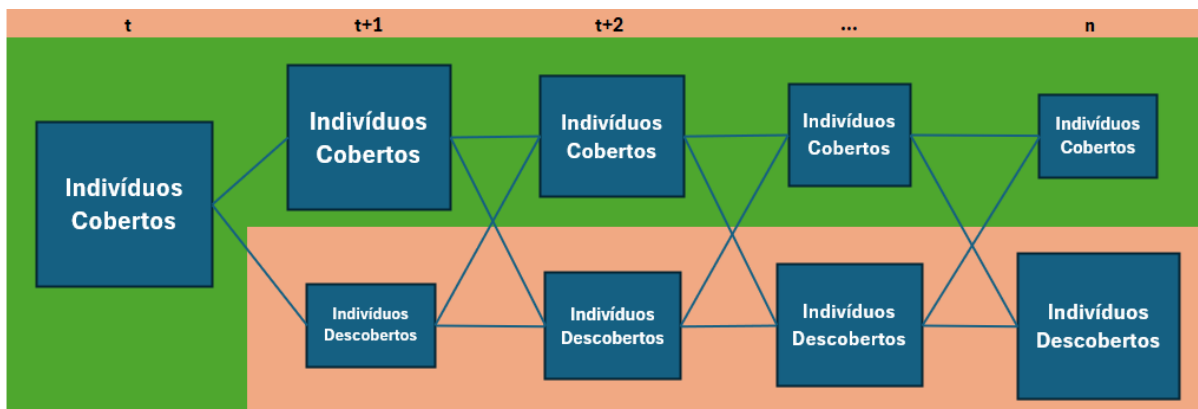 t t+1 t+2 ... n
Indivíduos
Cobertos
Indivíduos
Cobertos
Indivíduos
Cobertos
Indivíduos
Cobertos
Indivíduos
Cobertos
Indivíduos
Descobertos
Indivíduos
Descobertos
Indivíduos
Descobertos
Indivíduos
Descobertos